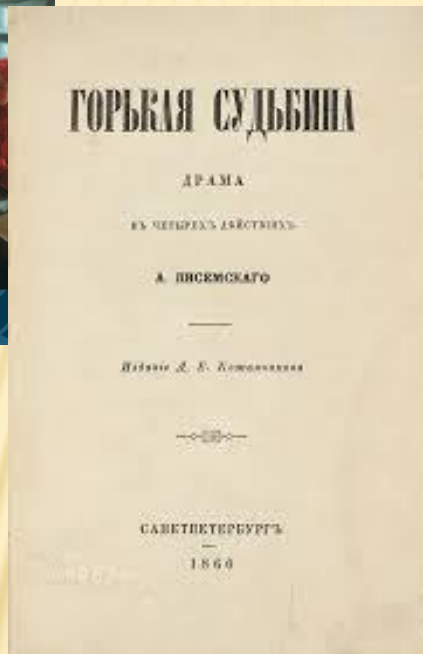 ГОРЬКАЯ СУДЬБИНА
ДРАМА
ВЪ ЧЕТЫРЕХЪ ДѢЙСТВІЯХЪ.
А. ПИСЕМСКАГО
Изданіе Д. Е. Кожанчикова
САНКТПЕТЕРБУРГЪ
1860